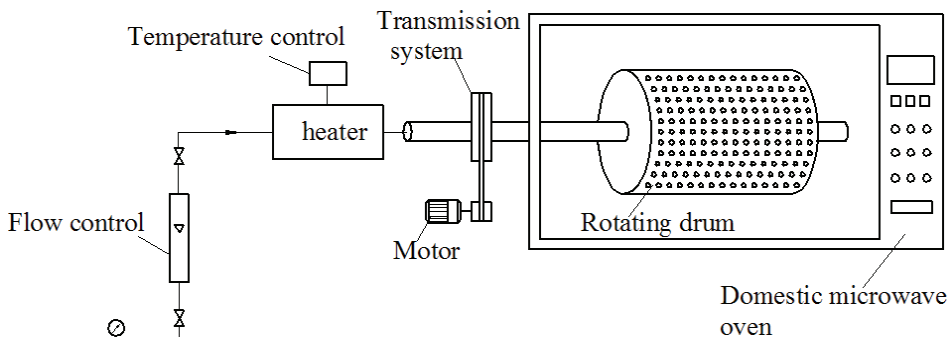 Temperature control
Transmission
system
heater
Flow control
Motor
Rotating drum
Domestic microwave
oven